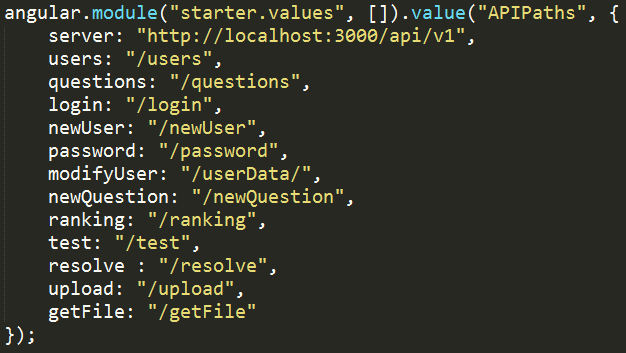 angular.module("starter.values", []).value("APIPaths", {
    server: "http://localhost:3000/api/v1",
    users: "/users",
    questions: "/questions",
    login: "/login",
    newUser: "/newUser",
    password: "/password",
    modifyUser: "/userData/",
    newQuestion: "/newQuestion",
    ranking: "/ranking",
    test: "/test",
    resolve : "/resolve",
    upload: "/upload",
    getFile: "/getFile"
});